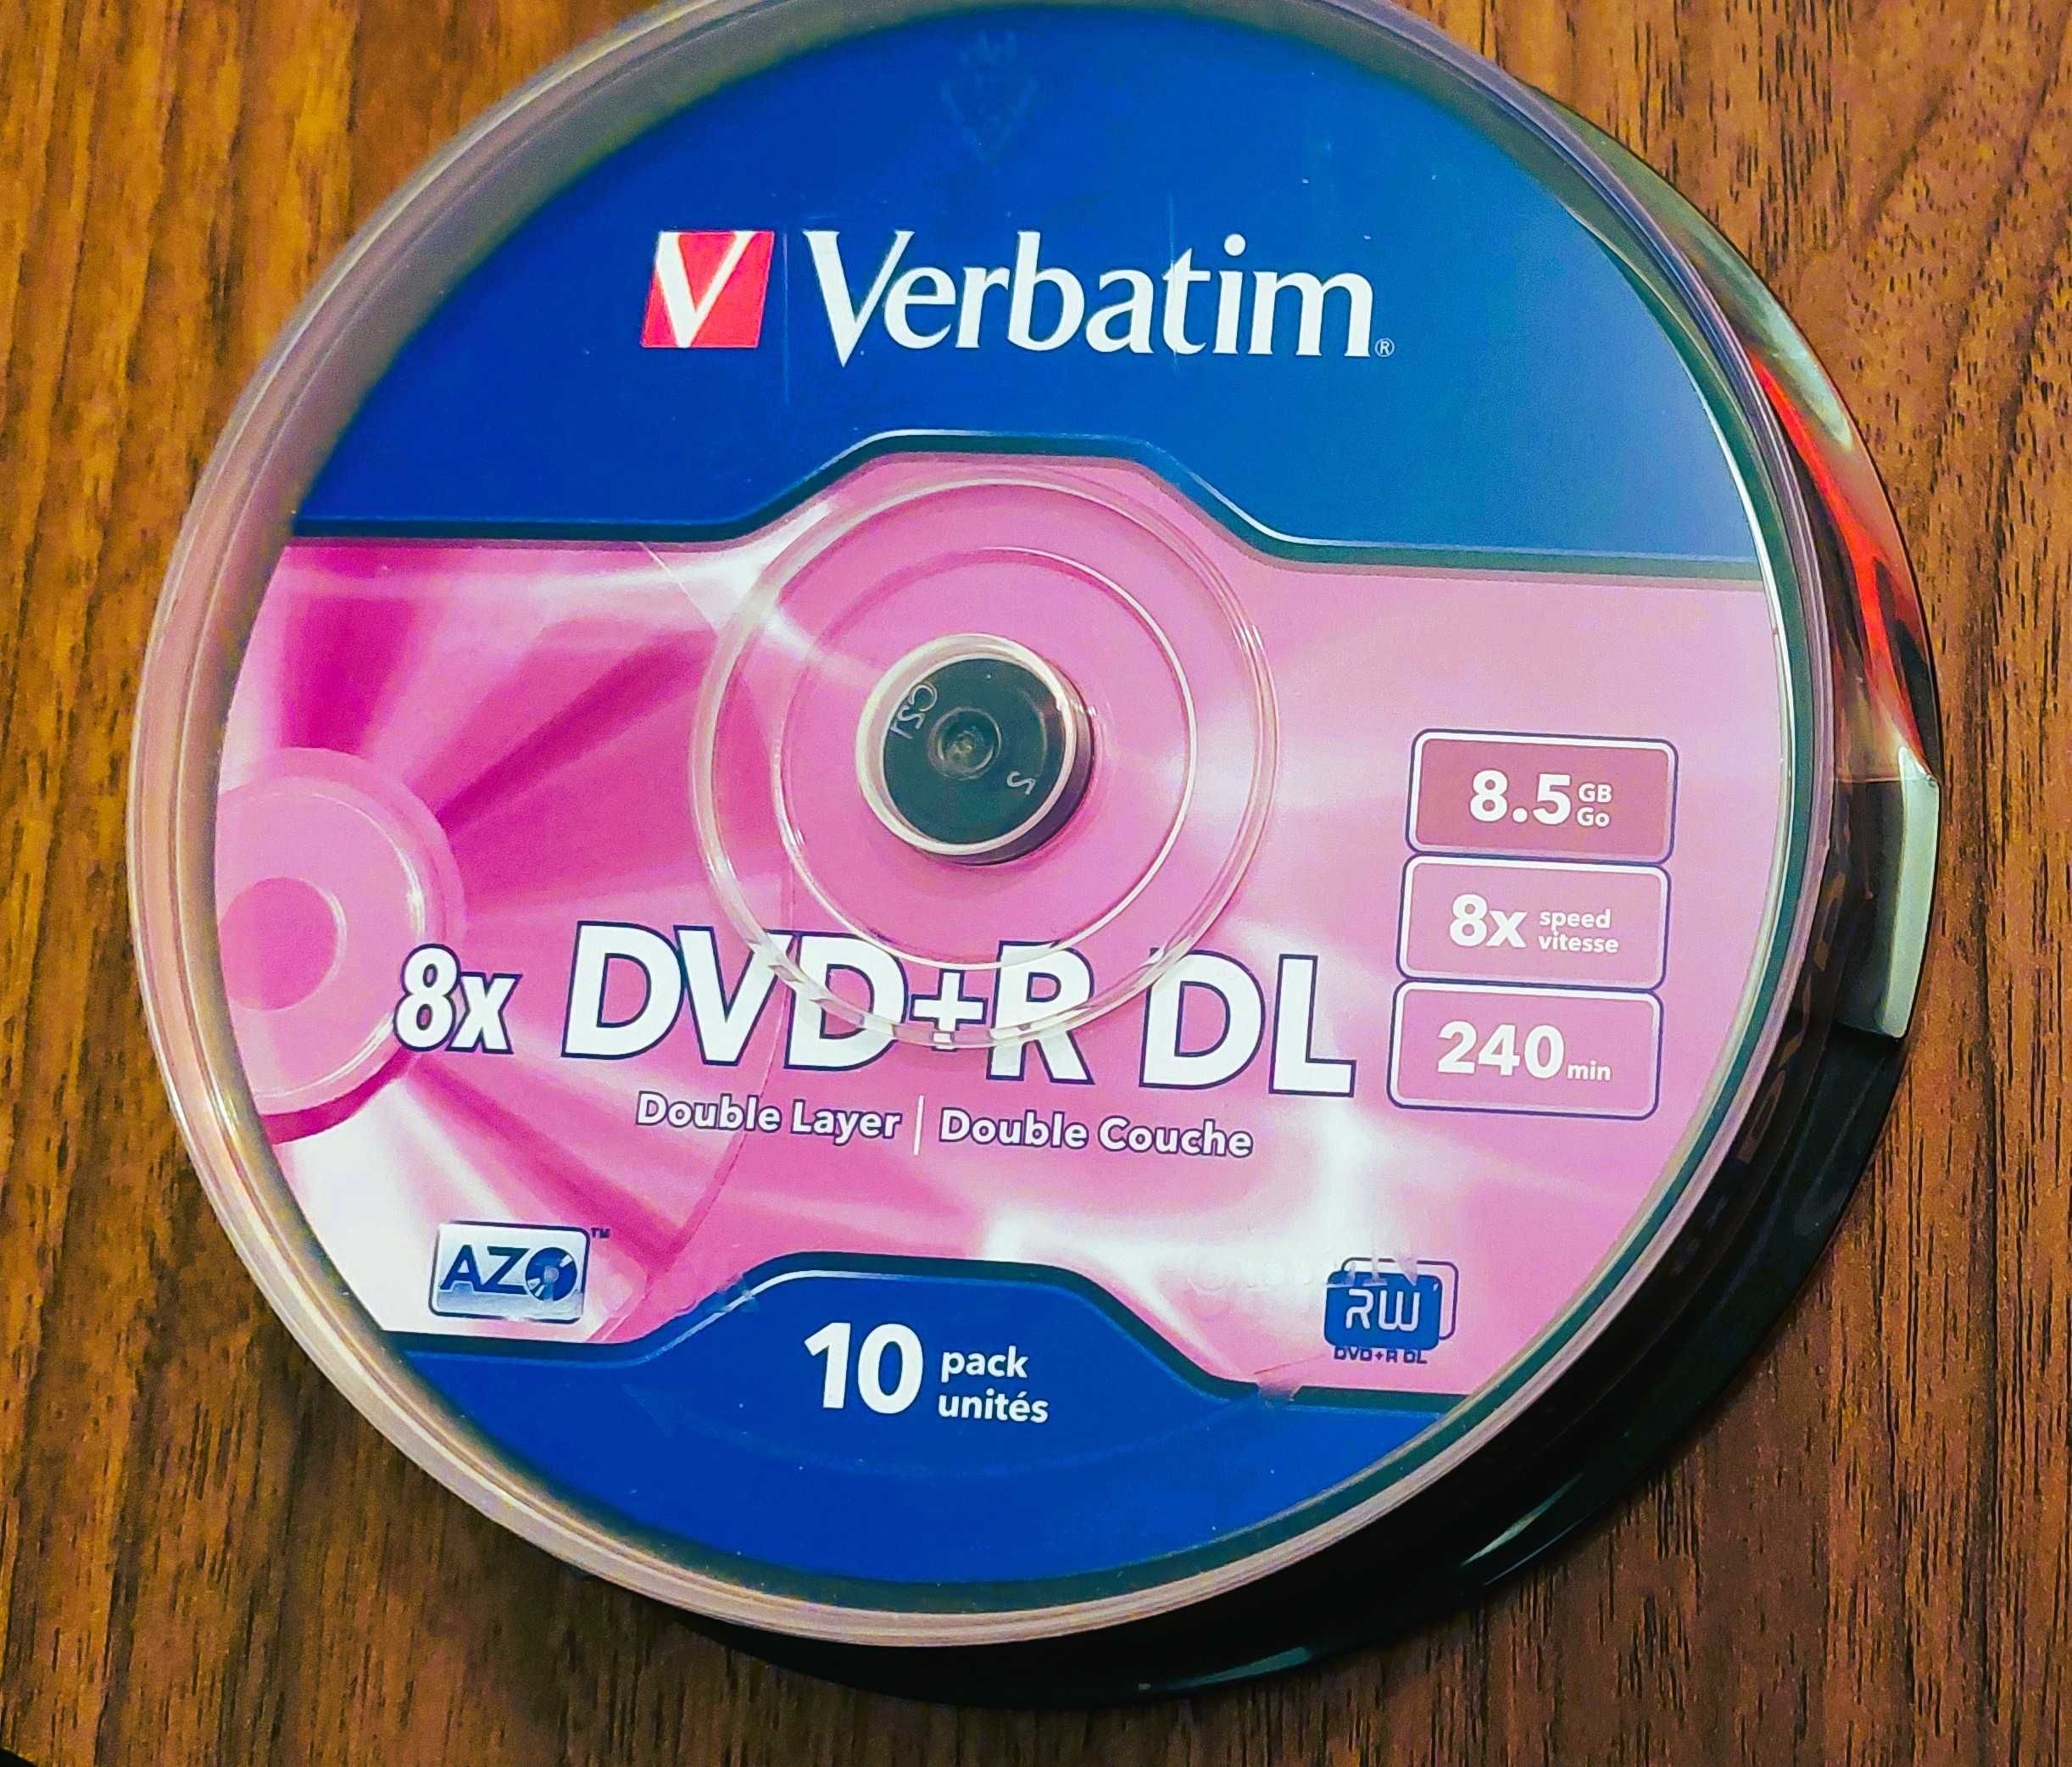 V Verbatim®
8.5 GB
Go
8x speed
vitesse
240 min
8x DVD+R DL
Double Layer | Double Couche
AZO™
RW
DVD+R DL
10 pack
unités